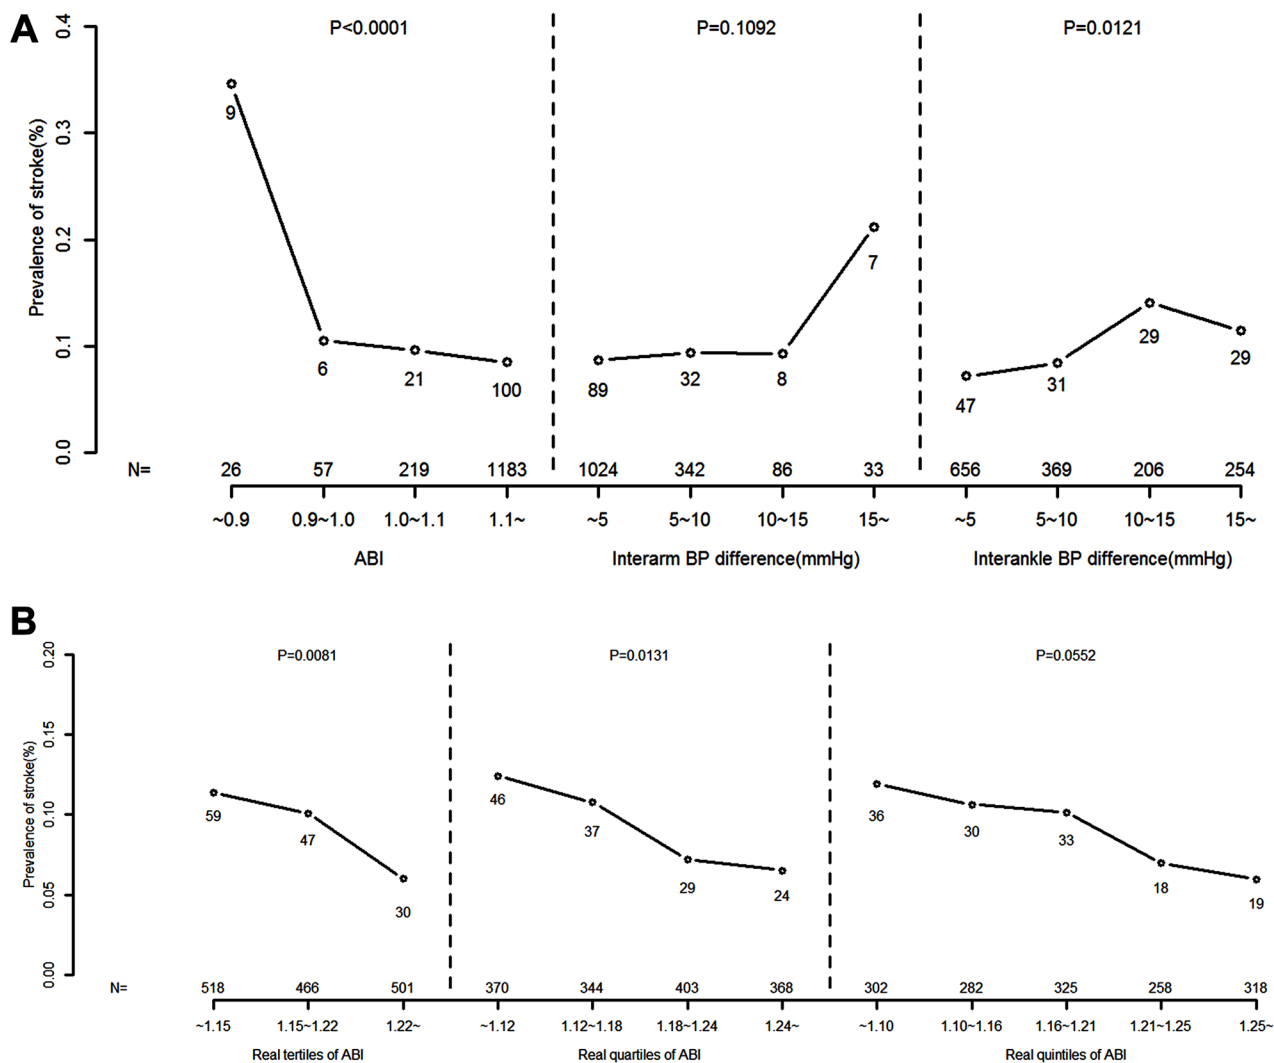 A
P<0.0001 P=0.1092 P=0.0121
Prevalence of stroke(%)
0.4
0.3
0.2
0.1
0.0
9 6 21 100 89 32 8 7 47 31 29 29
N= 26 57 219 1183 1024 342 86 33 656 369 206 254
~0.9 0.9~1.0 1.0~1.1 1.1~ ~5 5~10 10~15 15~ ~5 5~10 10~15 15~
ABI Interarm BP difference(mmHg) Interankle BP difference(mmHg)
B
P=0.0081 P=0.0131 P=0.0552
Prevalence of stroke(%)
0.20
0.15
0.10
0.05
0.00
59 47 30 46 37 29 24 36 30 33 18 19
N= 518 466 501 370 344 403 368 302 282 325 258 318
~1.15 1.15~1.22 1.22~ ~1.12 1.12~1.18 1.18~1.24 1.24~ ~1.10 1.10~1.16 1.16~1.21 1.21~1.25 1.25~
Real tertiles of ABI Real quartiles of ABI Real quintiles of ABI